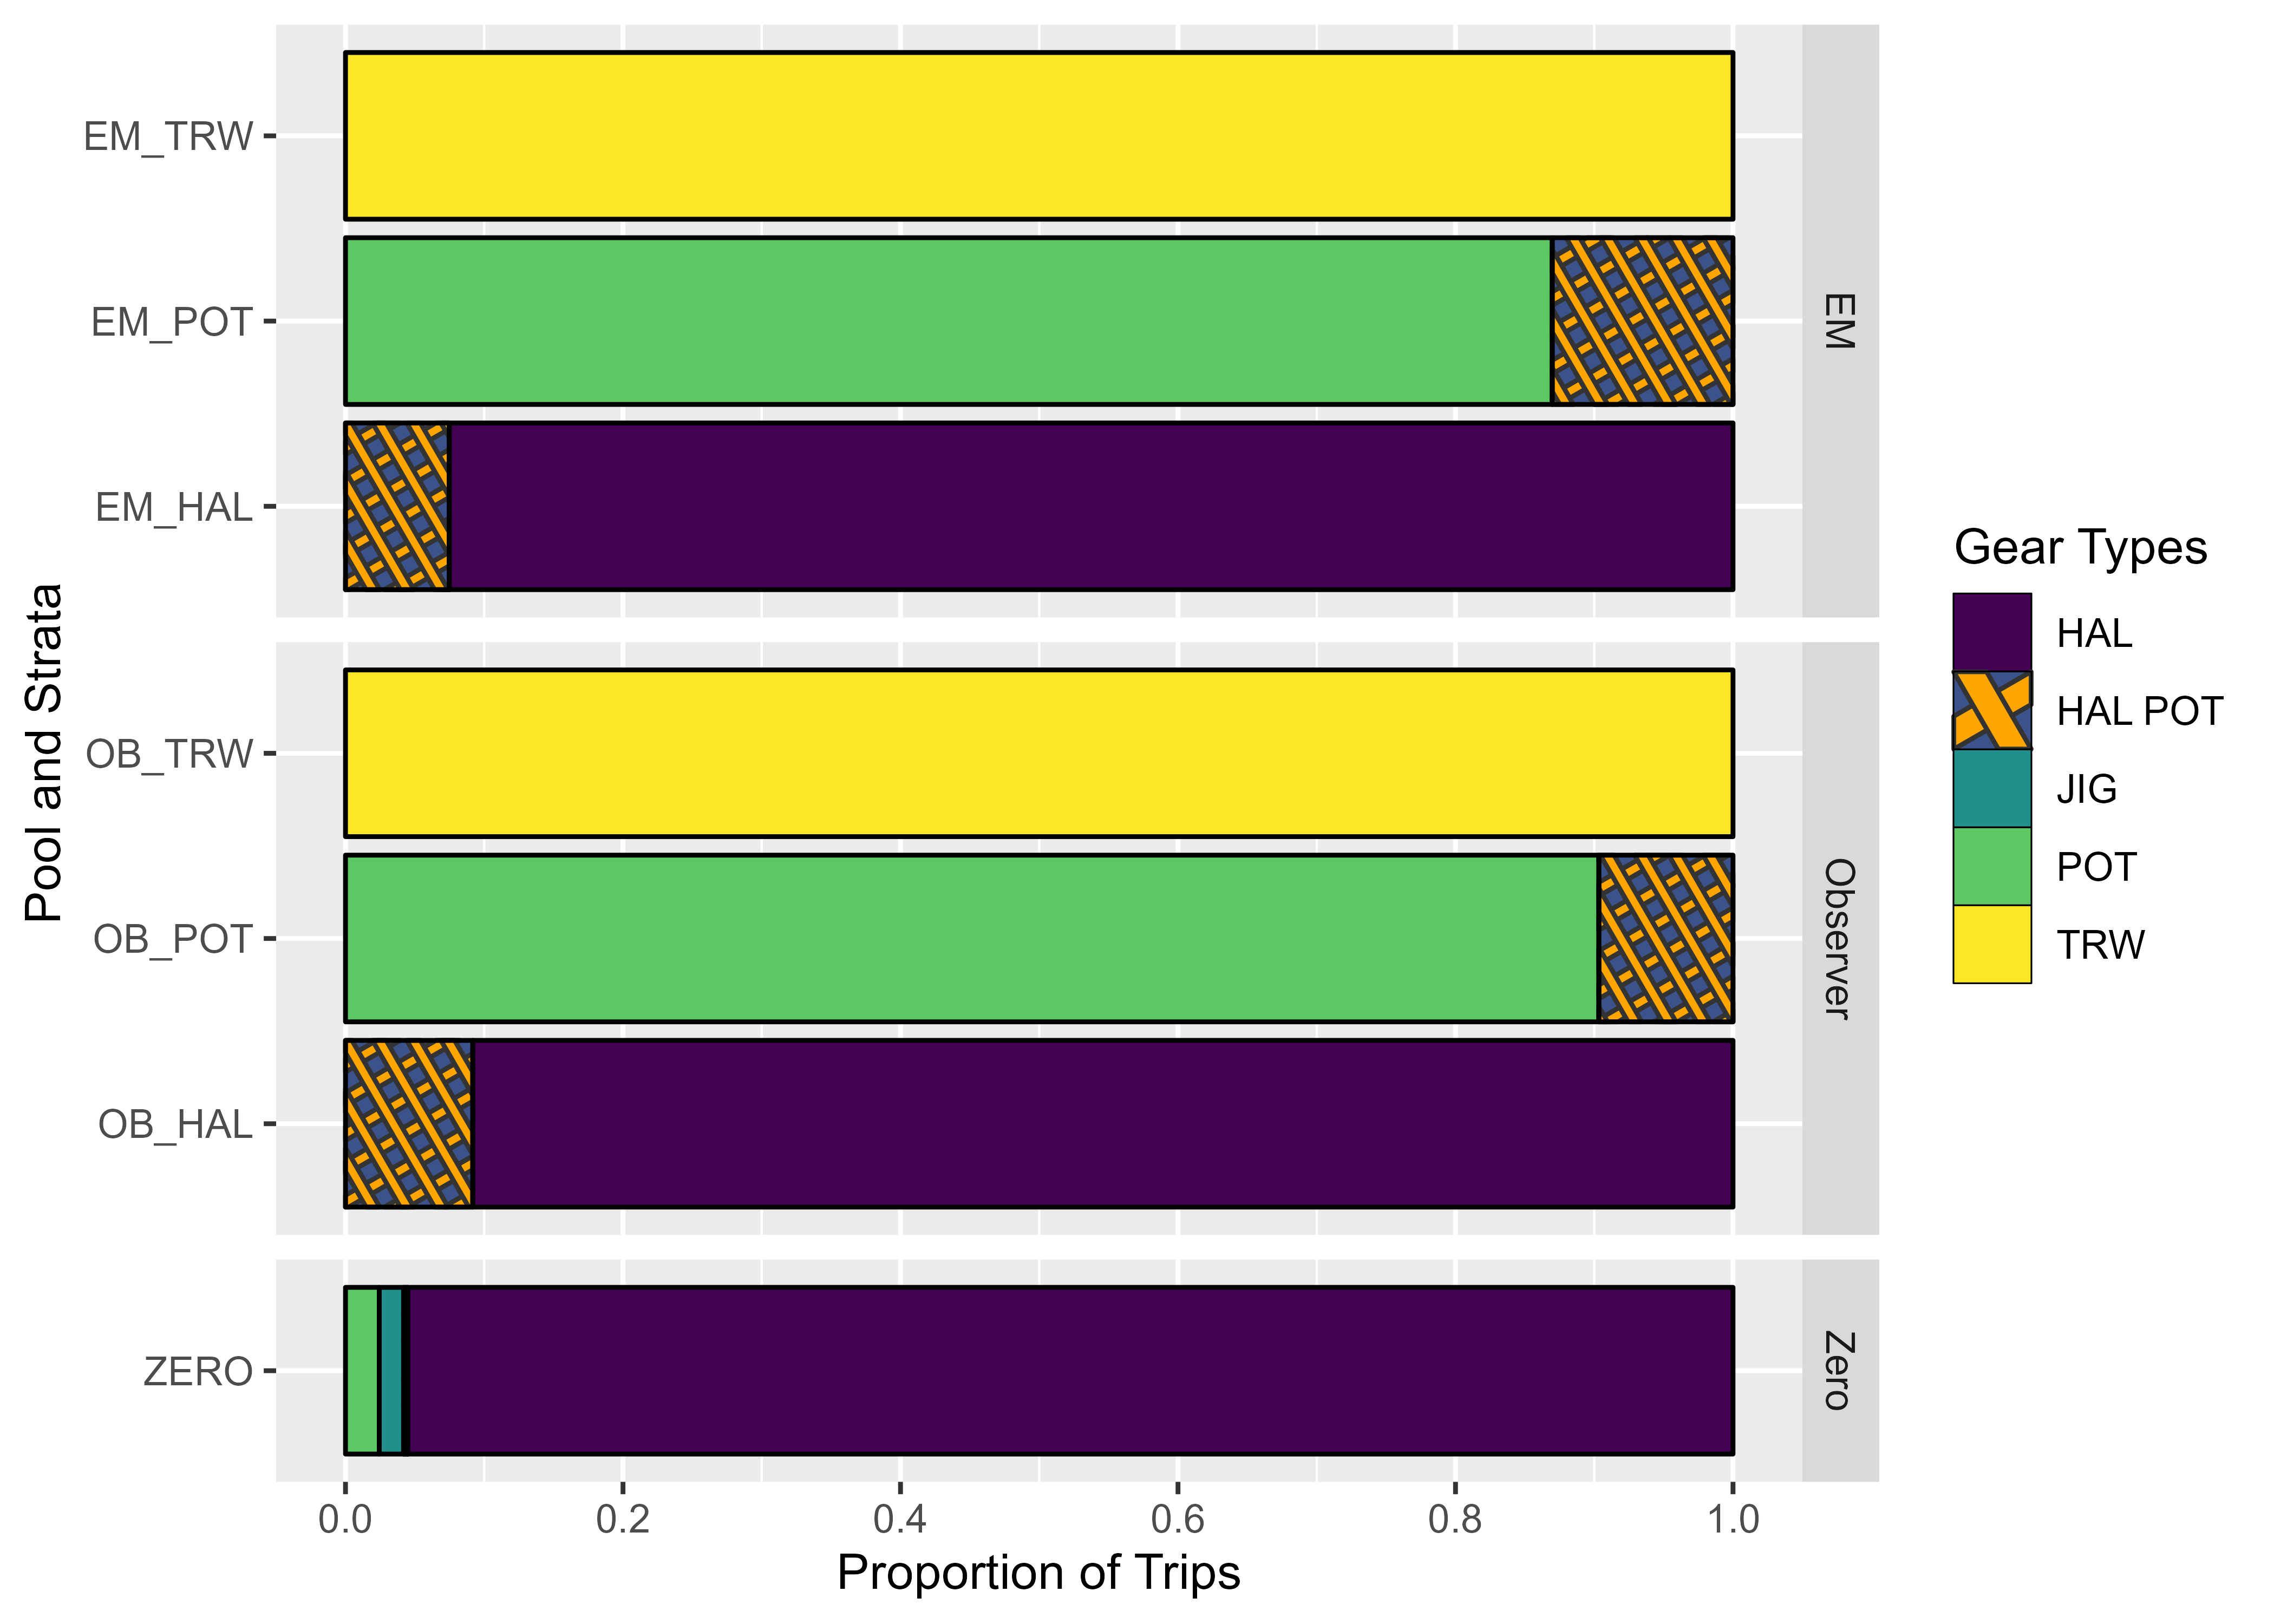 Pool and Strata
EM_TRW
EM_POT
EM_HAL
EM
OB_TRW
OB_POT
OB_HAL
Observer
ZERO
Zero
0.0 0.2 0.4 0.6 0.8 1.0
Proportion of Trips
Gear Types
HAL
HAL POT
JIG
POT
TRW